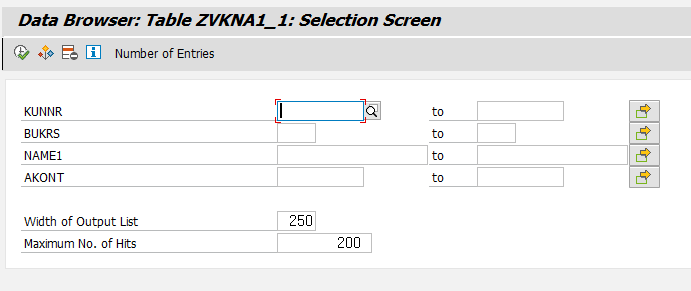 Data Browser: Table ZVKNA1_1: Selection Screen
Number of Entries
KUNNR to
BUKRS to
NAME1 to
AKONT to
Width of Output List 250
Maximum No. of Hits 200